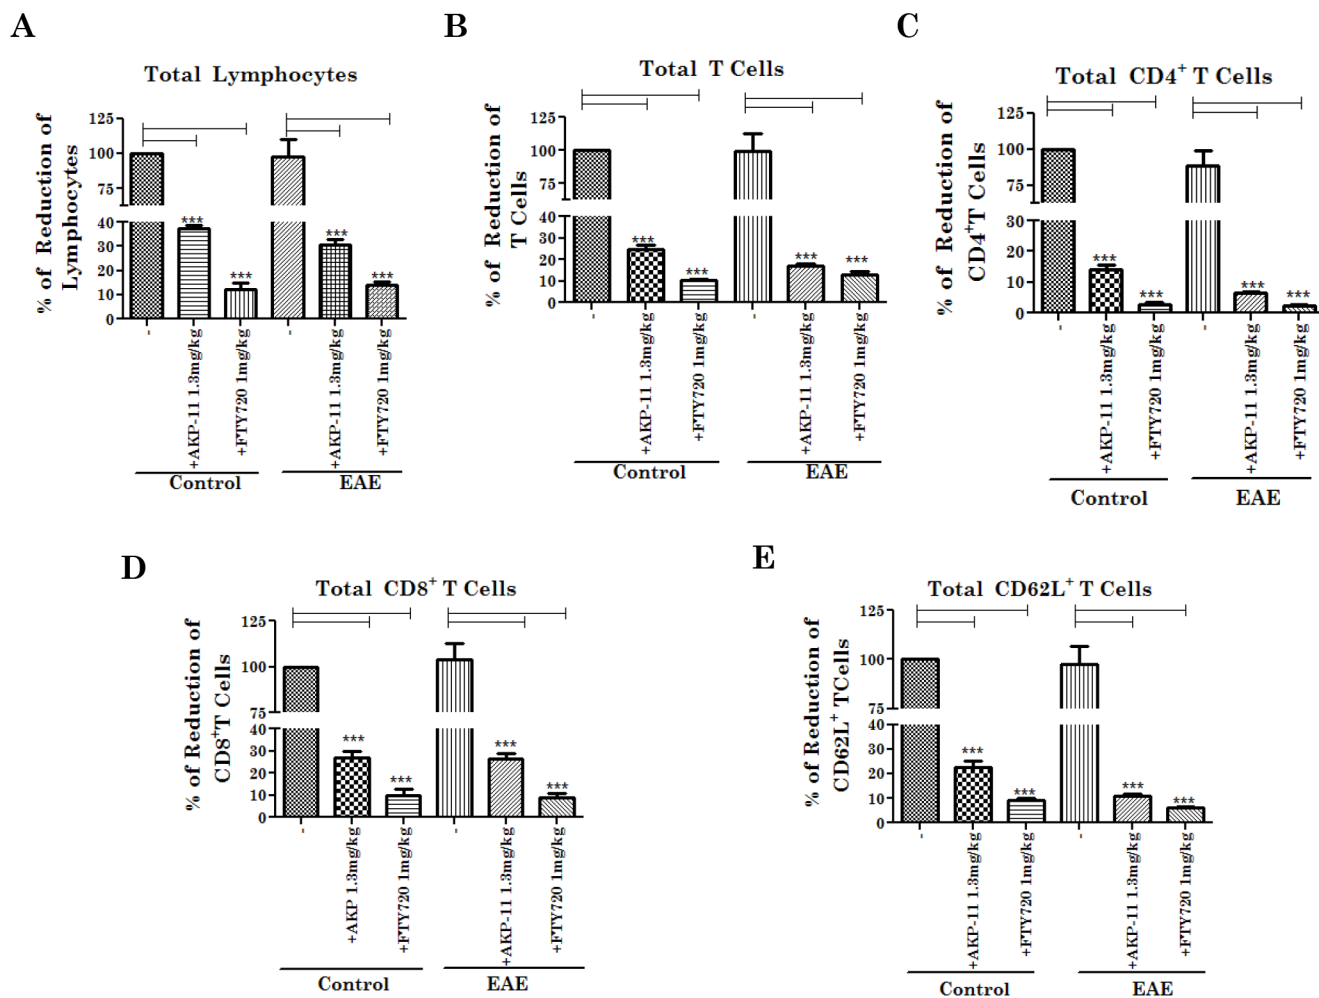 A
Total Lymphocytes
% of Reduction of
Lymphocytes
125
100
75
40
30
20
10
0
***
***
***
***
-
+AKP-11 1.3mg/kg
+FTY720 1mg/kg
-
+AKP-11 1.3mg/kg
+FTY720 1mg/kg
Control
EAE
B
Total T Cells
% of Reduction of
T Cells
125
100
75
40
30
20
10
0
***
***
***
***
-
+AKP-11 1.3mg/kg
+FTY720 1mg/kg
-
+AKP-11 1.3mg/kg
+FTY720 1mg/kg
Control
EAE
C
Total CD4+ T Cells
% of Reduction of
CD4+T Cells
125
100
75
30
20
10
0
***
***
***
***
-
+AKP-11 1.3mg/kg
+FTY720 1mg/kg
-
+AKP-11 1.3mg/kg
+FTY720 1mg/kg
Control
EAE
D
Total CD8+ T Cells
% of Reduction of
CD8+T Cells
125
100
75
40
30
20
10
0
***
***
***
***
-
+AKP 1.3mg/kg
+FTY720 1mg/kg
-
+AKP-11 1.3mg/kg
+FTY720 1mg/kg
Control
EAE
E
Total CD62L+ T Cells
% of Reduction of
CD62L+ TCells
125
100
75
40
30
20
10
0
***
***
***
***
-
+AKP-11 1.3mg/kg
+FTY720 1mg/kg
-
+AKP-11 1.3mg/kg
+FTY720 1mg/kg
Control
EAE